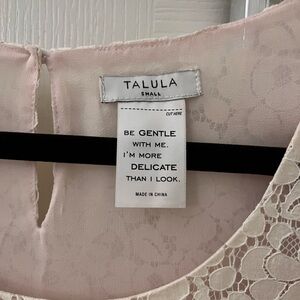 TALULA
SMALL
CUT HERE
BE GENTLE
WITH ME.
I'M MORE
DELICATE
THAN I LOOK.
MADE IN CHINA